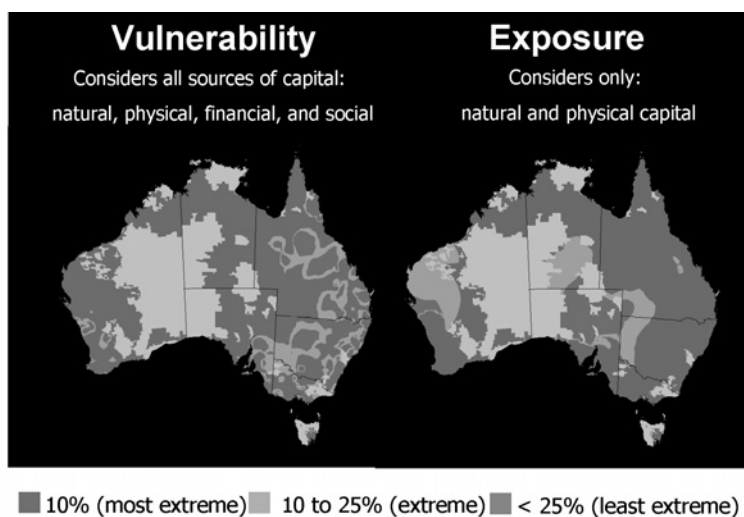 Vulnerability
Considers all sources of capital:
natural, physical, financial, and social
Exposure
Considers only:
natural and physical capital
10% (most extreme) 10 to 25% (extreme) < 25% (least extreme)